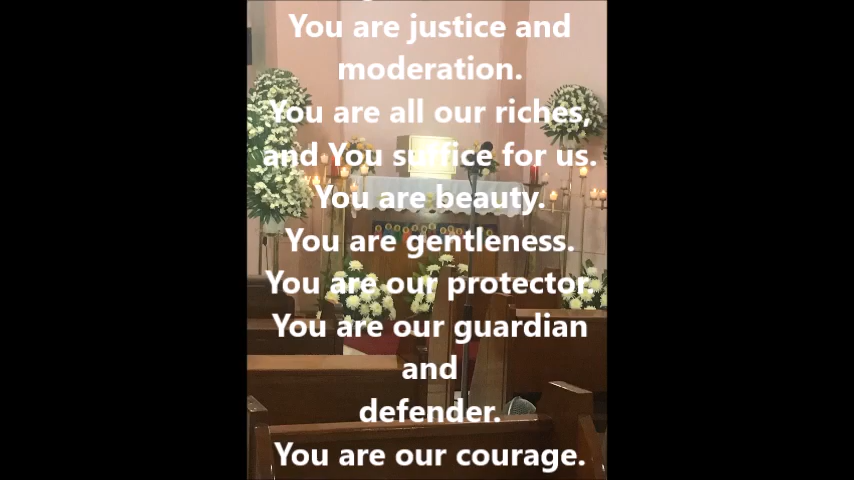 You are justice and
moderation.
You are all our riches,
and You suffice for us.
You are beauty.
You are gentleness.
You are our protector.
You are our guardian
and
defender.
You are our courage.